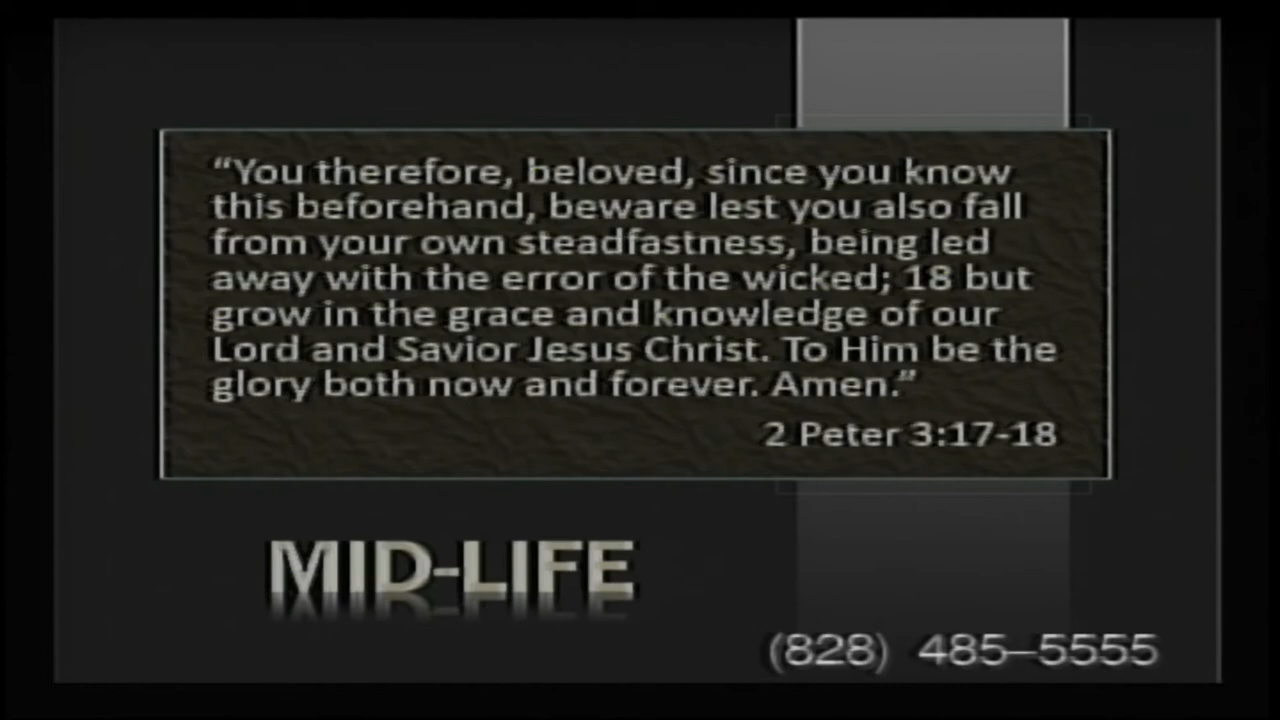 “You therefore, beloved, since you know
this beforehand, beware lest you also fall
from your own steadfastness, being led
away with the error of the wicked; 18 but
grow in the grace and knowledge of our
Lord and Savior Jesus Christ. To Him be the
glory both now and forever. Amen.”
2 Peter 3:17-18
MID-LIFE
(828) 485–5555